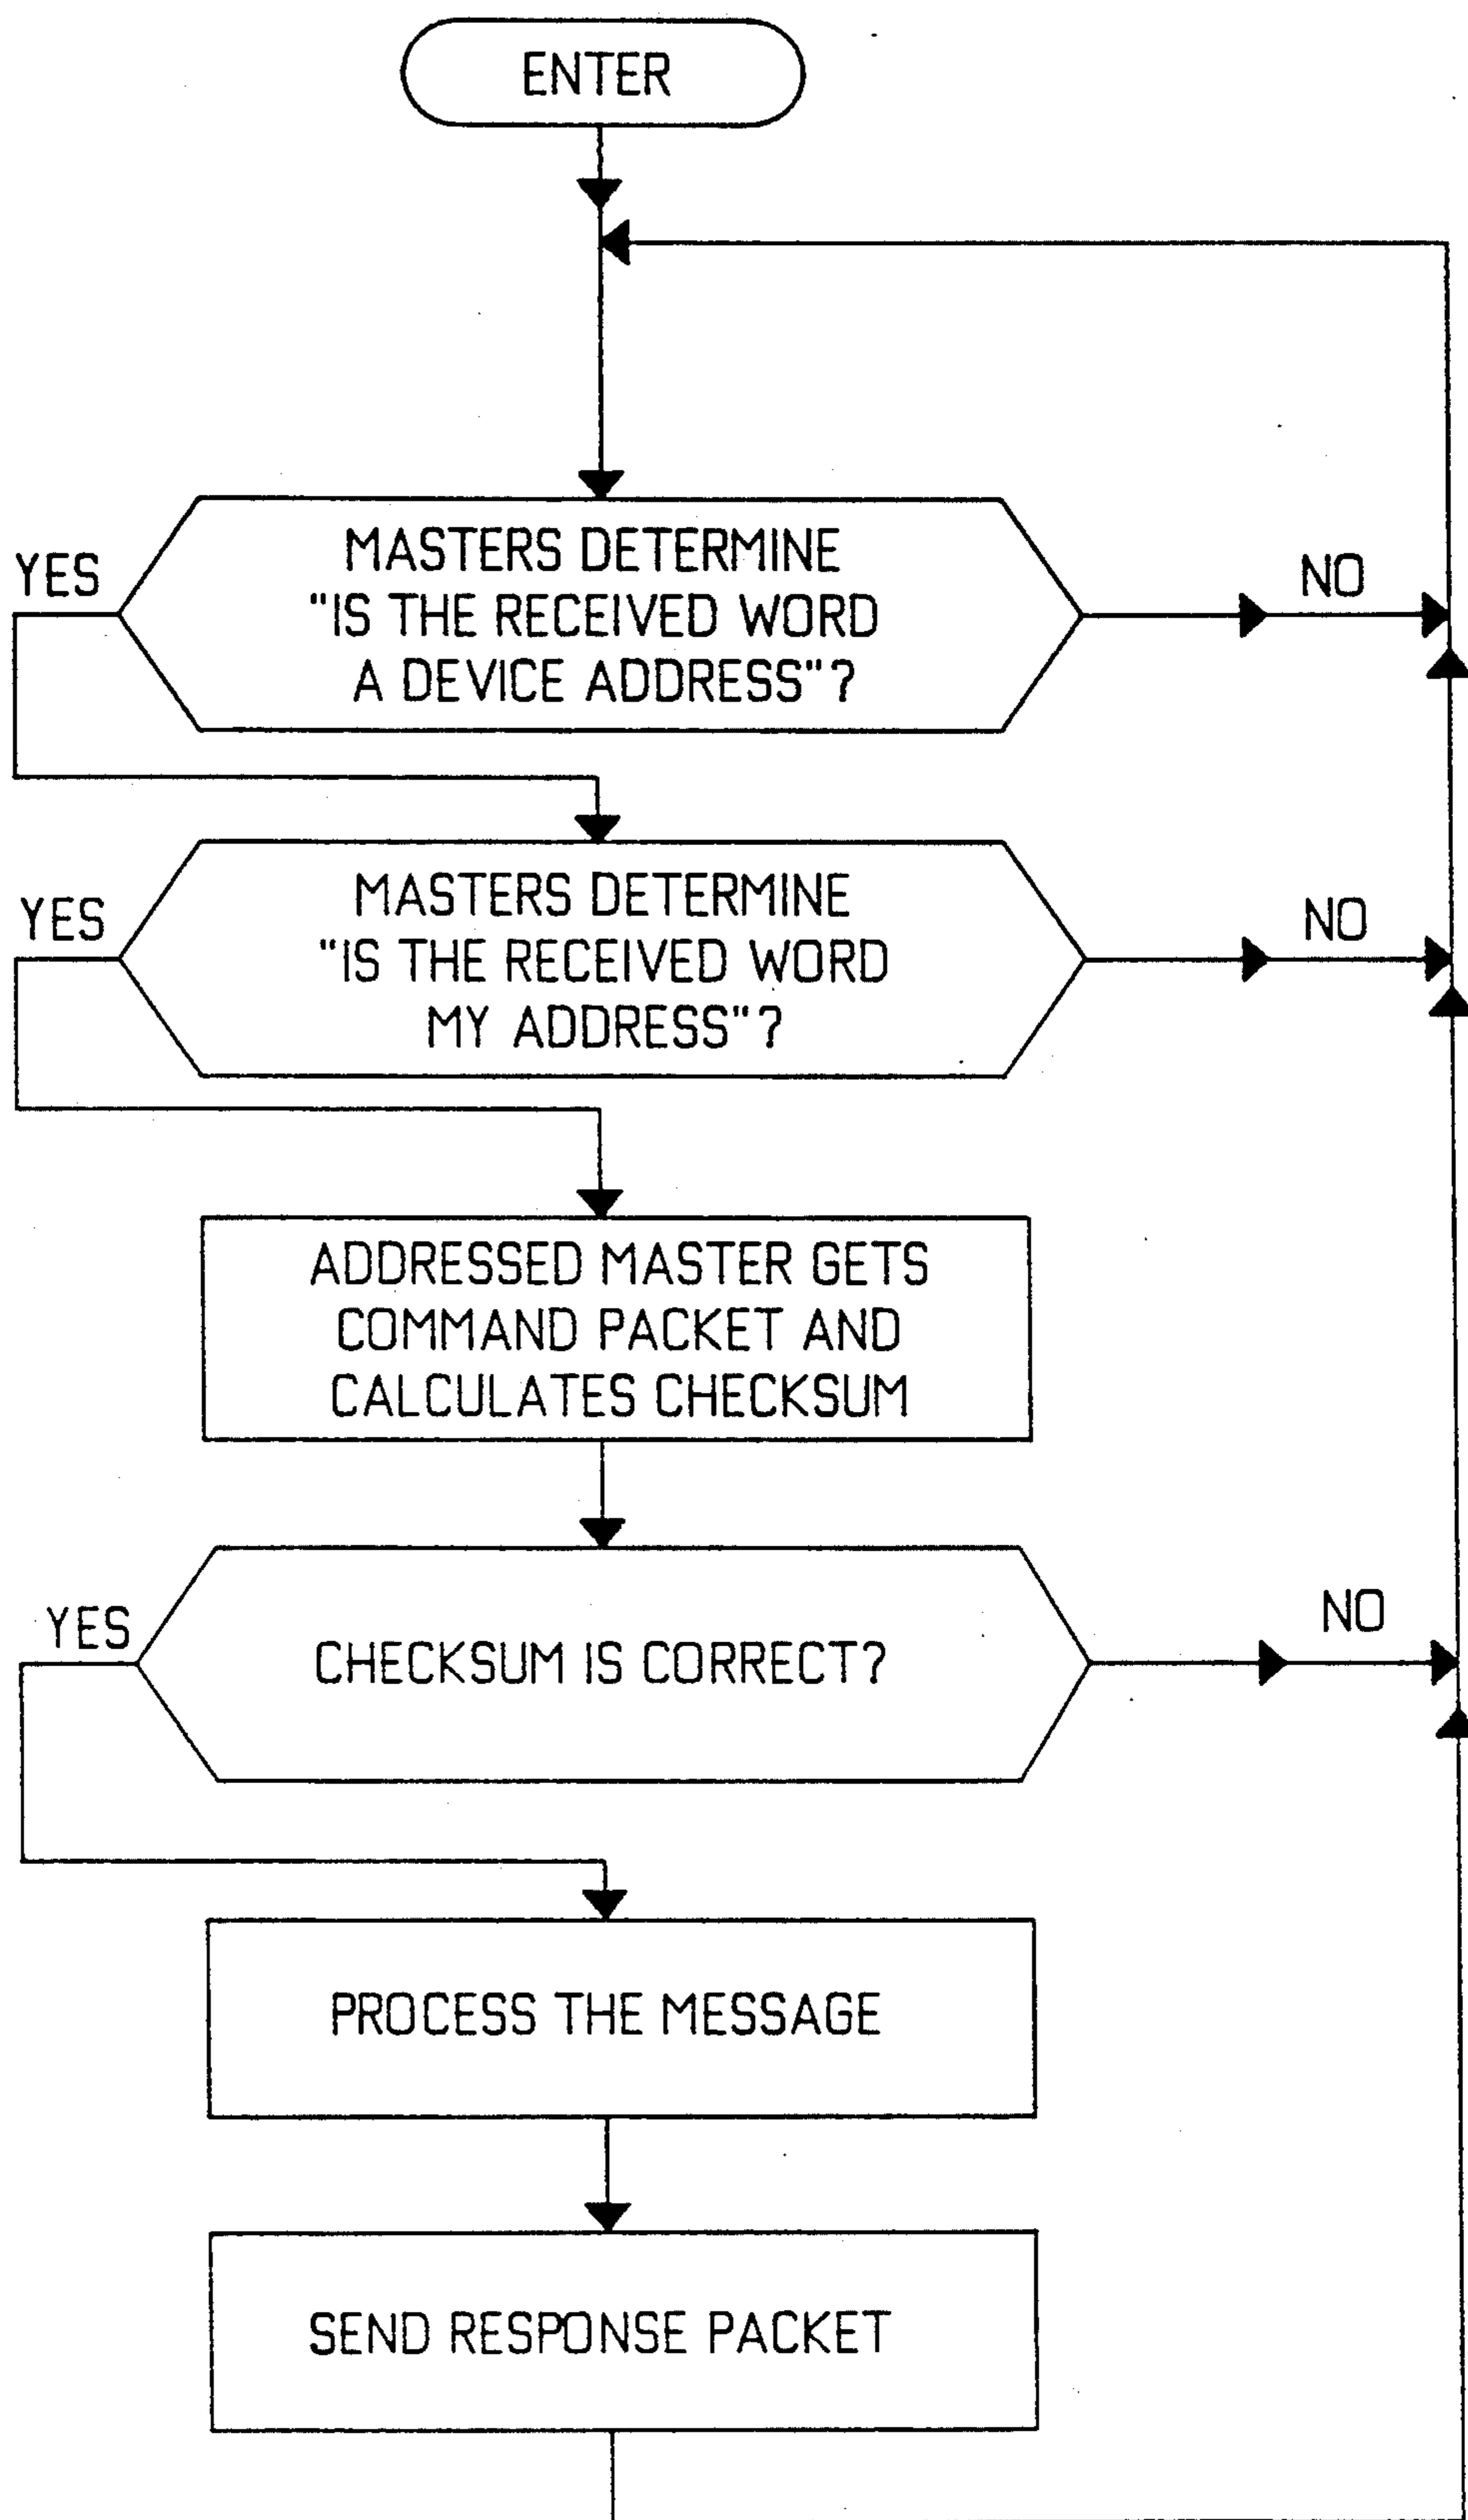 ENTER
MASTERS DETERMINE
"IS THE RECEIVED WORD
A DEVICE ADDRESS"?
YES
NO
MASTERS DETERMINE
"IS THE RECEIVED WORD
MY ADDRESS"?
YES
NO
ADDRESSED MASTER GETS
COMMAND PACKET AND
CALCULATES CHECKSUM
CHECKSUM IS CORRECT?
YES
NO
PROCESS THE MESSAGE
SEND RESPONSE PACKET